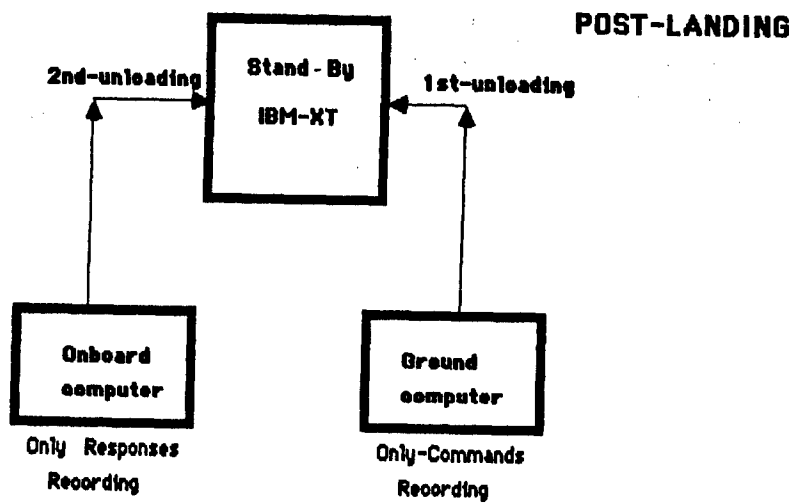 POST-LANDING
2nd-unloading
Stand-By
IBM-XT
1st-unloading
Onboard
computer
Only Responses
Recording
Ground
computer
Only-Commands
Recording